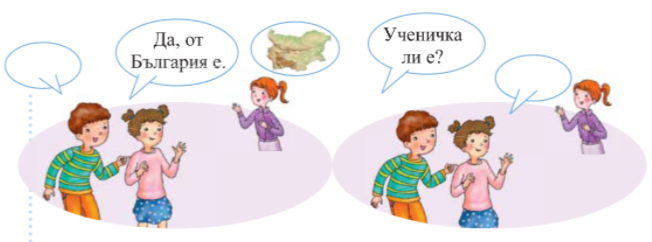 Да, от
България е.
Ученичка
ли е?